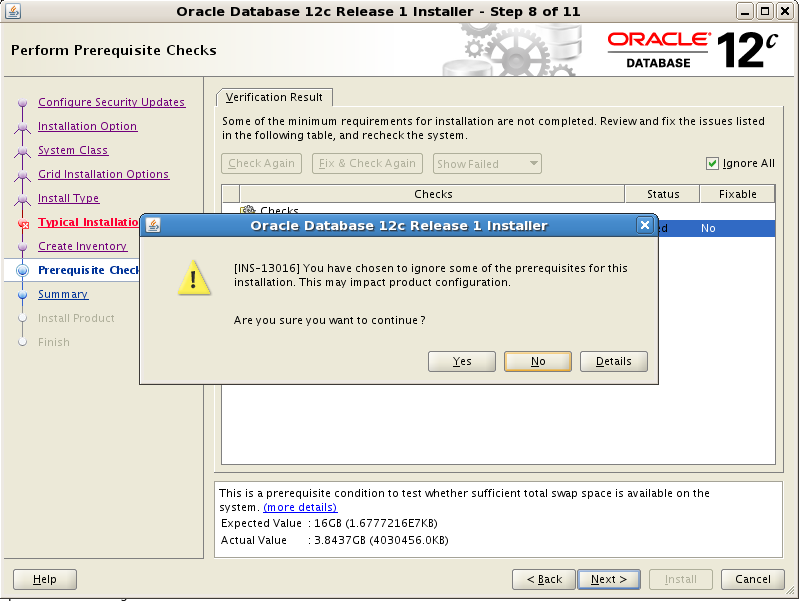 Oracle Database 12c Release 1 Installer - Step 8 of 11
Perform Prerequisite Checks
ORACLE
DATABASE
12c
Configure Security Updates
Installation Option
System Class
Grid Installation Options
Install Type
Typical Installatio
Create Inventory
Prerequisite Check
Summary
Install Product
Finish
Verification Result
Some of the minimum requirements for installation are not completed. Review and fix the issues listed
in the following table, and recheck the system.
Check Again
Fix & Check Again
Show Failed
Ignore All
Checks Status Fixable
Checks
No
Oracle Database 12c Release 1 Installer
[INS-13016] You have chosen to ignore some of the prerequisites for this
installation. This may impact product configuration.
Are you sure you want to continue?
Yes No Details
This is a prerequisite condition to test whether sufficient total swap space is available on the
system. (more details)
Expected Value : 16GB (1.6777216E7KB)
Actual Value : 3.8437GB (4030456.0KB)
Help < Back Next > Install Cancel